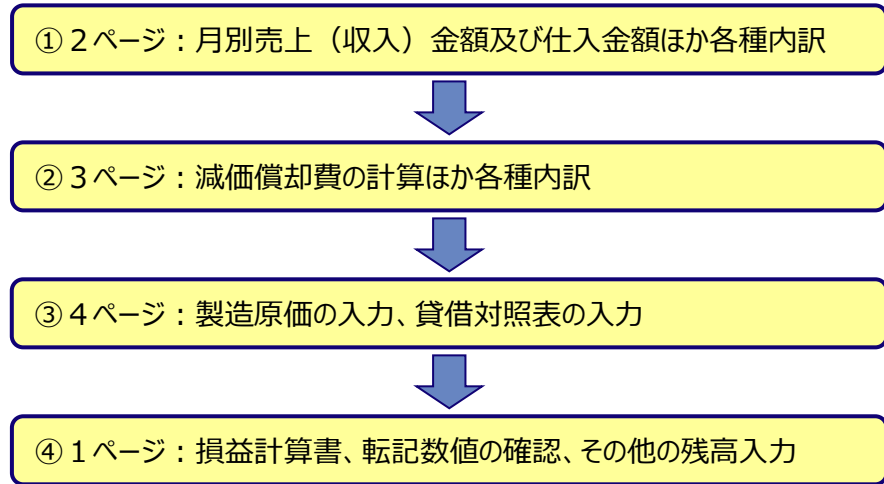 ①２ページ：月別売上（収入）金額及び仕入金額ほか各種内訳
②３ページ：減価償却費の計算ほか各種内訳
③４ページ：製造原価の入力、貸借対照表の入力
④１ページ：損益計算書、転記数値の確認、その他の残高入力